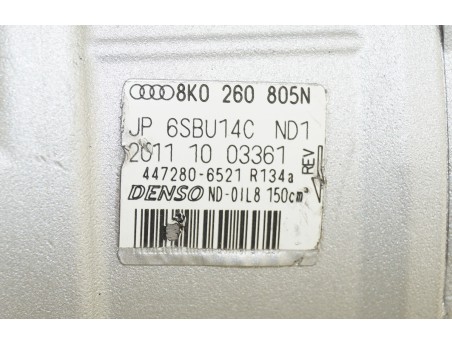 8K0 260 805N
JP 6SBU14C ND1
2011 10 03361
REV
447280-6521 R134a
DENSO ND-OIL8 150cm³